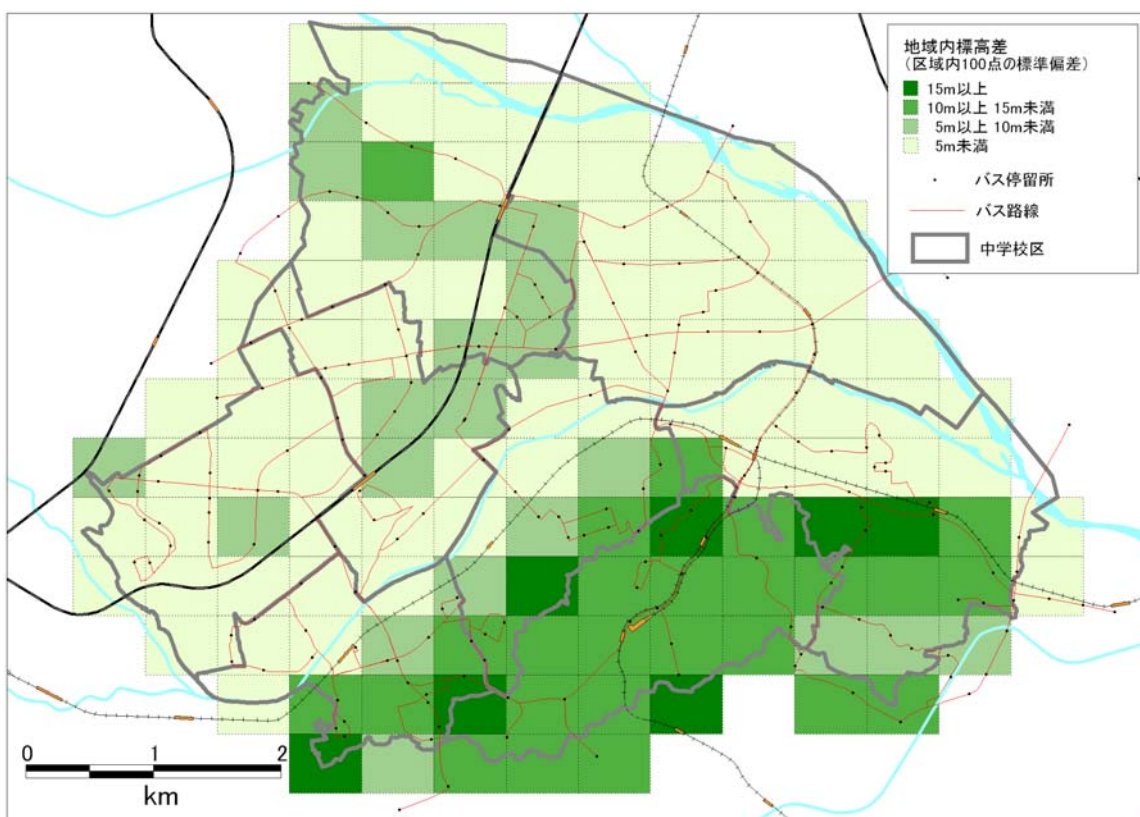 地域内標高差
(区域内100点の標準偏差)
15m以上
10m以上 15m未満
5m以上 10m未満
5m未満
バス停留所
バス路線
中学校区
0 1 2
km